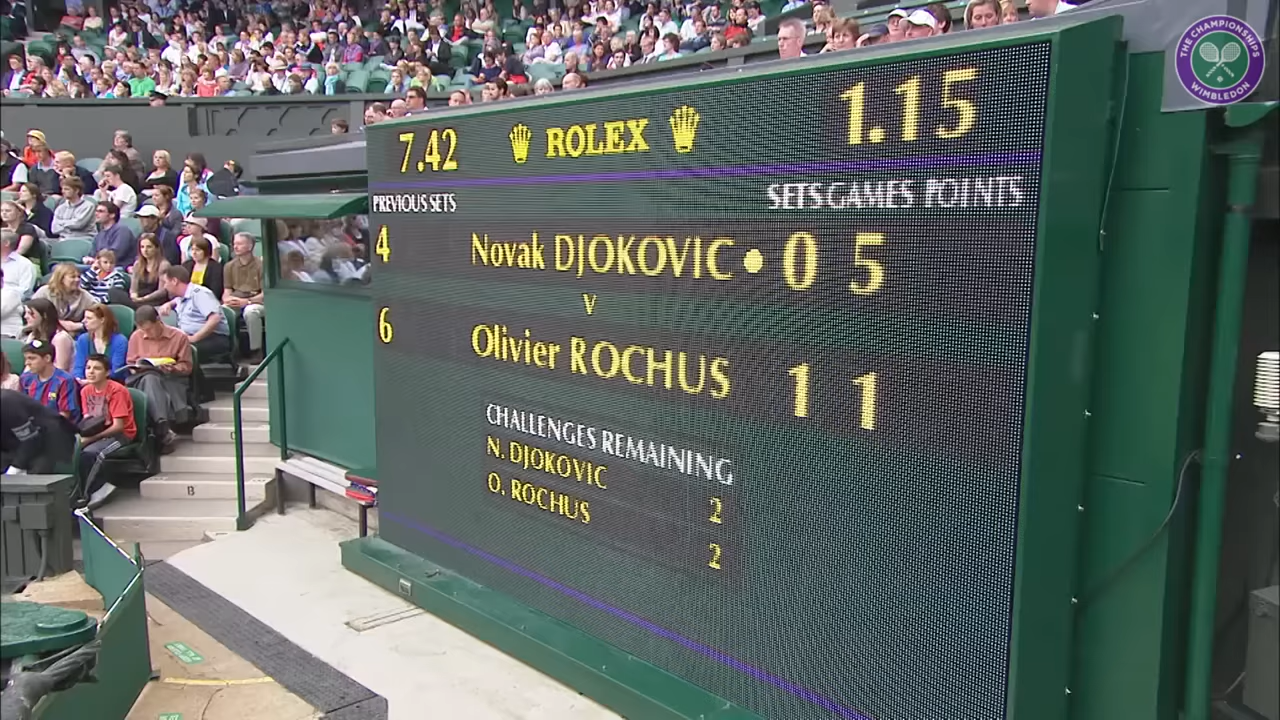 THE CHAMPIONSHIPS
WIMBLEDON
7.42 ROLEX 1.15
PREVIOUS SETS SETS GAMES POINTS
4 Novak DJOKOVIC • 0 5
v
6 Olivier ROCHUS 1 1
CHALLENGES REMAINING
N. DJOKOVIC 2
O. ROCHUS 2
B